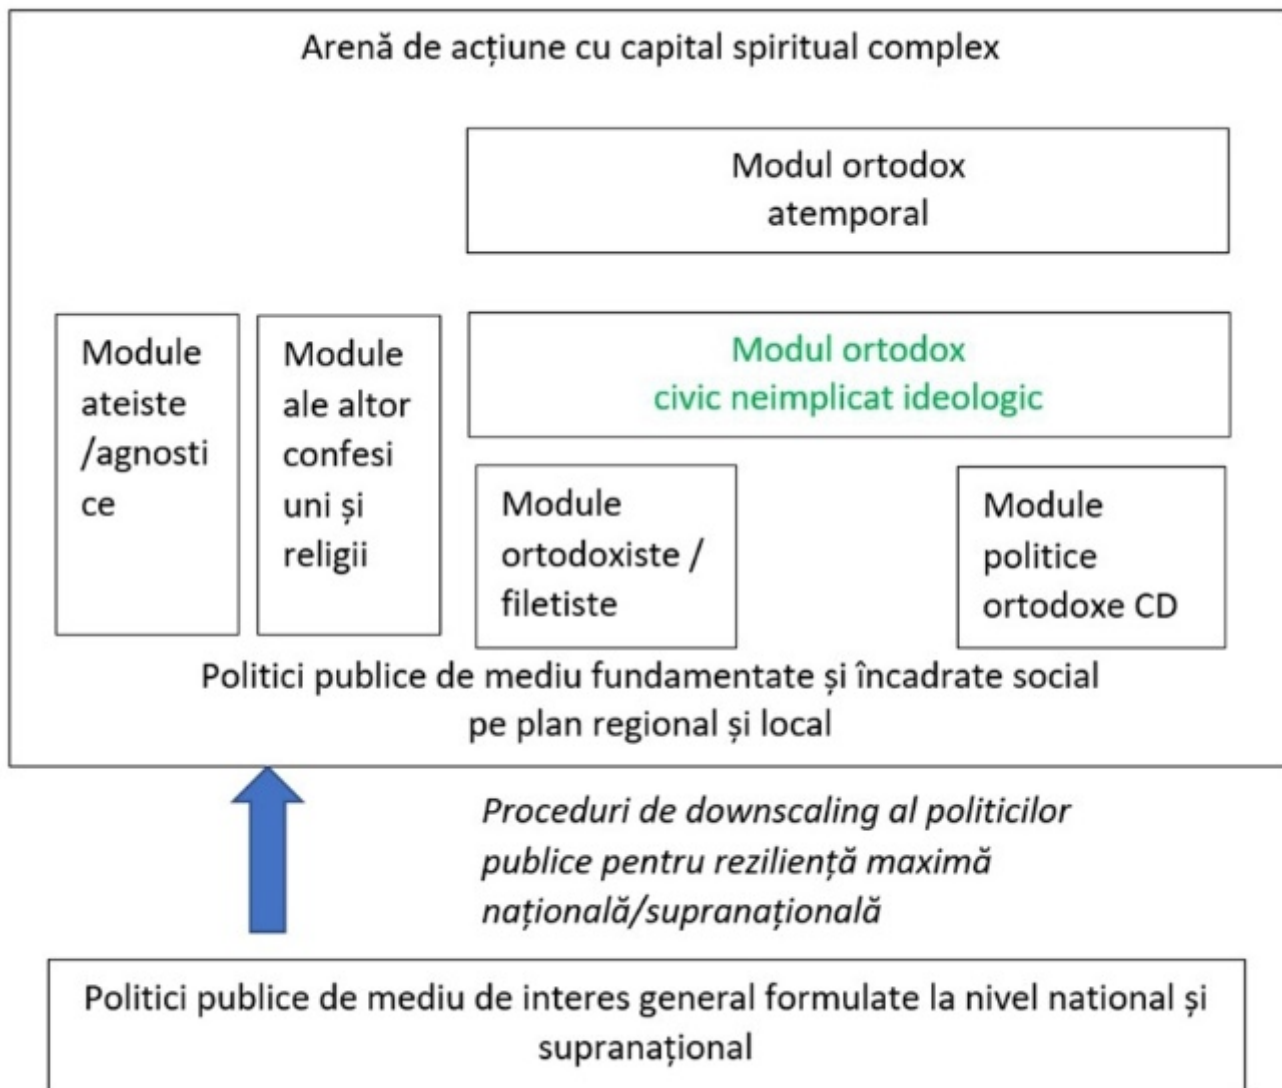 Arenă de acțiune cu capital spiritual complex
Modul ortodox
atemporal
Module
ateiste
/agnosti
ce
Module
ale altor
confesi
uni și
religii
Modul ortodox
civic neimplicat ideologic
Module
ortodoxiste /
filetiste
Module
politice
ortodoxe CD
Politici publice de mediu fundamentate și încadrate social
pe plan regional și local
Proceduri de downscaling al politicilor
publice pentru reziliență maximă
națională/supranațională
Politici publice de mediu de interes general formulate la nivel national și
supranațional